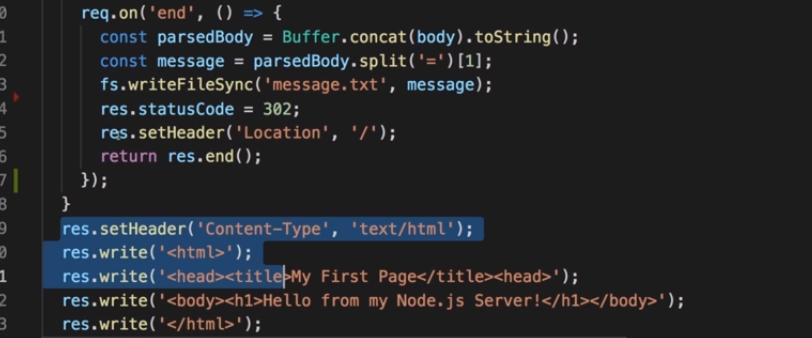 0 req.on('end', () => {
1 const parsedBody = Buffer.concat(body).toString();
2 const message = parsedBody.split('=')[1];
3 fs.writeFileSync('message.txt', message);
4 res.statusCode = 302;
5 res.setHeader('Location', '/');
6 return res.end();
7 });
8 }
9 res.setHeader('Content-Type', 'text/html');
0 res.write('<html>');
1 res.write('<head><title>My First Page</title><head>');
2 res.write('<body><h1>Hello from my Node.js Server!</h1></body>');
3 res.write('</html>');